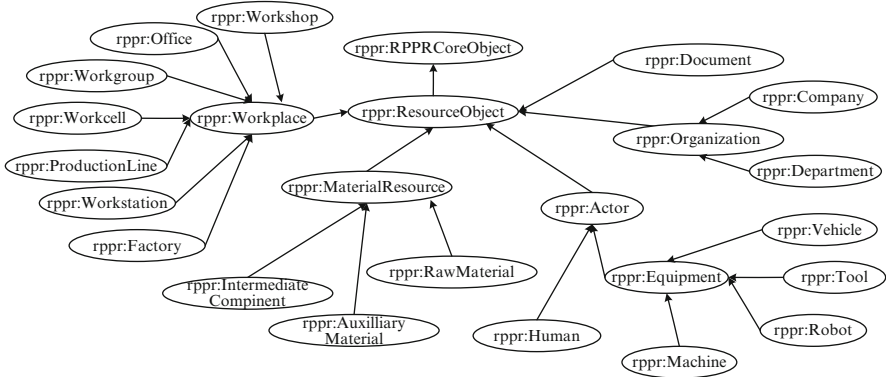 rppr:Workshop
rppr:Office
rppr:RPPRCoreObject
rppr:Document
rppr:Workgroup
rppr:Company
rppr:Workcell
rppr:Workplace
rppr:ResourceObject
rppr:Organization
rppr:ProductionLine
rppr:Department
rppr:MaterialResource
rppr:Workstation
rppr:Actor
rppr:Vehicle
rppr:Factory
rppr:RawMaterial
rppr:Equipment
rppr:Tool
rppr:Intermediate
Compinent
rppr:Auxilliary
Material
rppr:Human
rppr:Robot
rppr:Machine